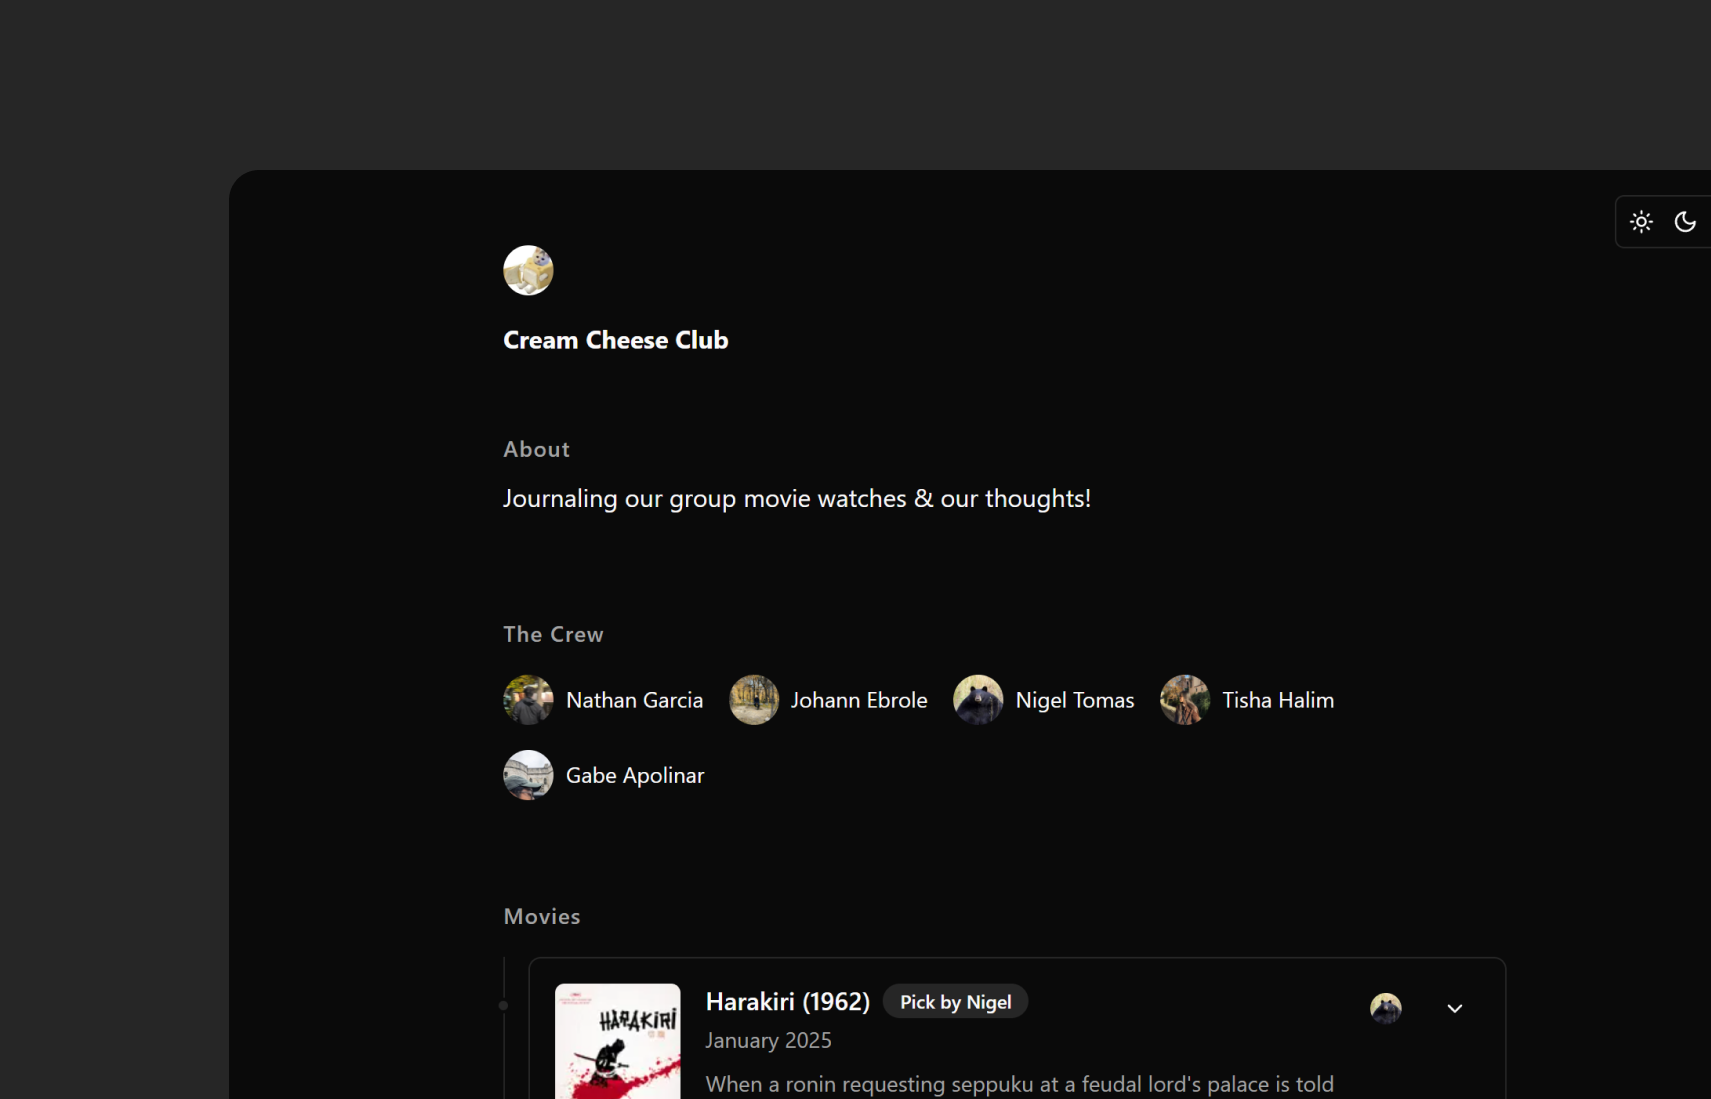 Cream Cheese Club
About
Journaling our group movie watches & our thoughts!
The Crew
Nathan Garcia Johann Ebrole Nigel Tomas Tisha Halim
Gabe Apolinar
Movies
Harakiri (1962) Pick by Nigel
January 2025
When a ronin requesting seppuku at a feudal lord's palace is told
HARAKIRI